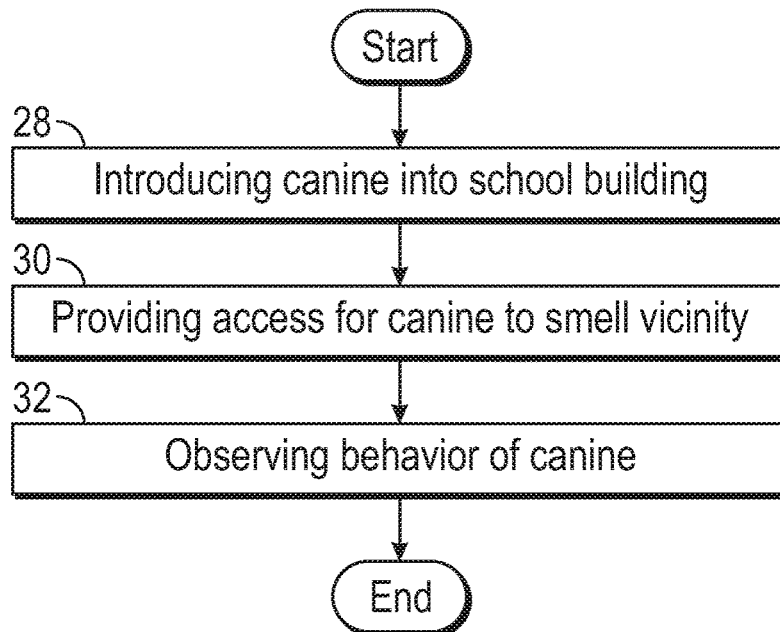 Start
28
Introducing canine into school building
30
Providing access for canine to smell vicinity
32
Observing behavior of canine
End